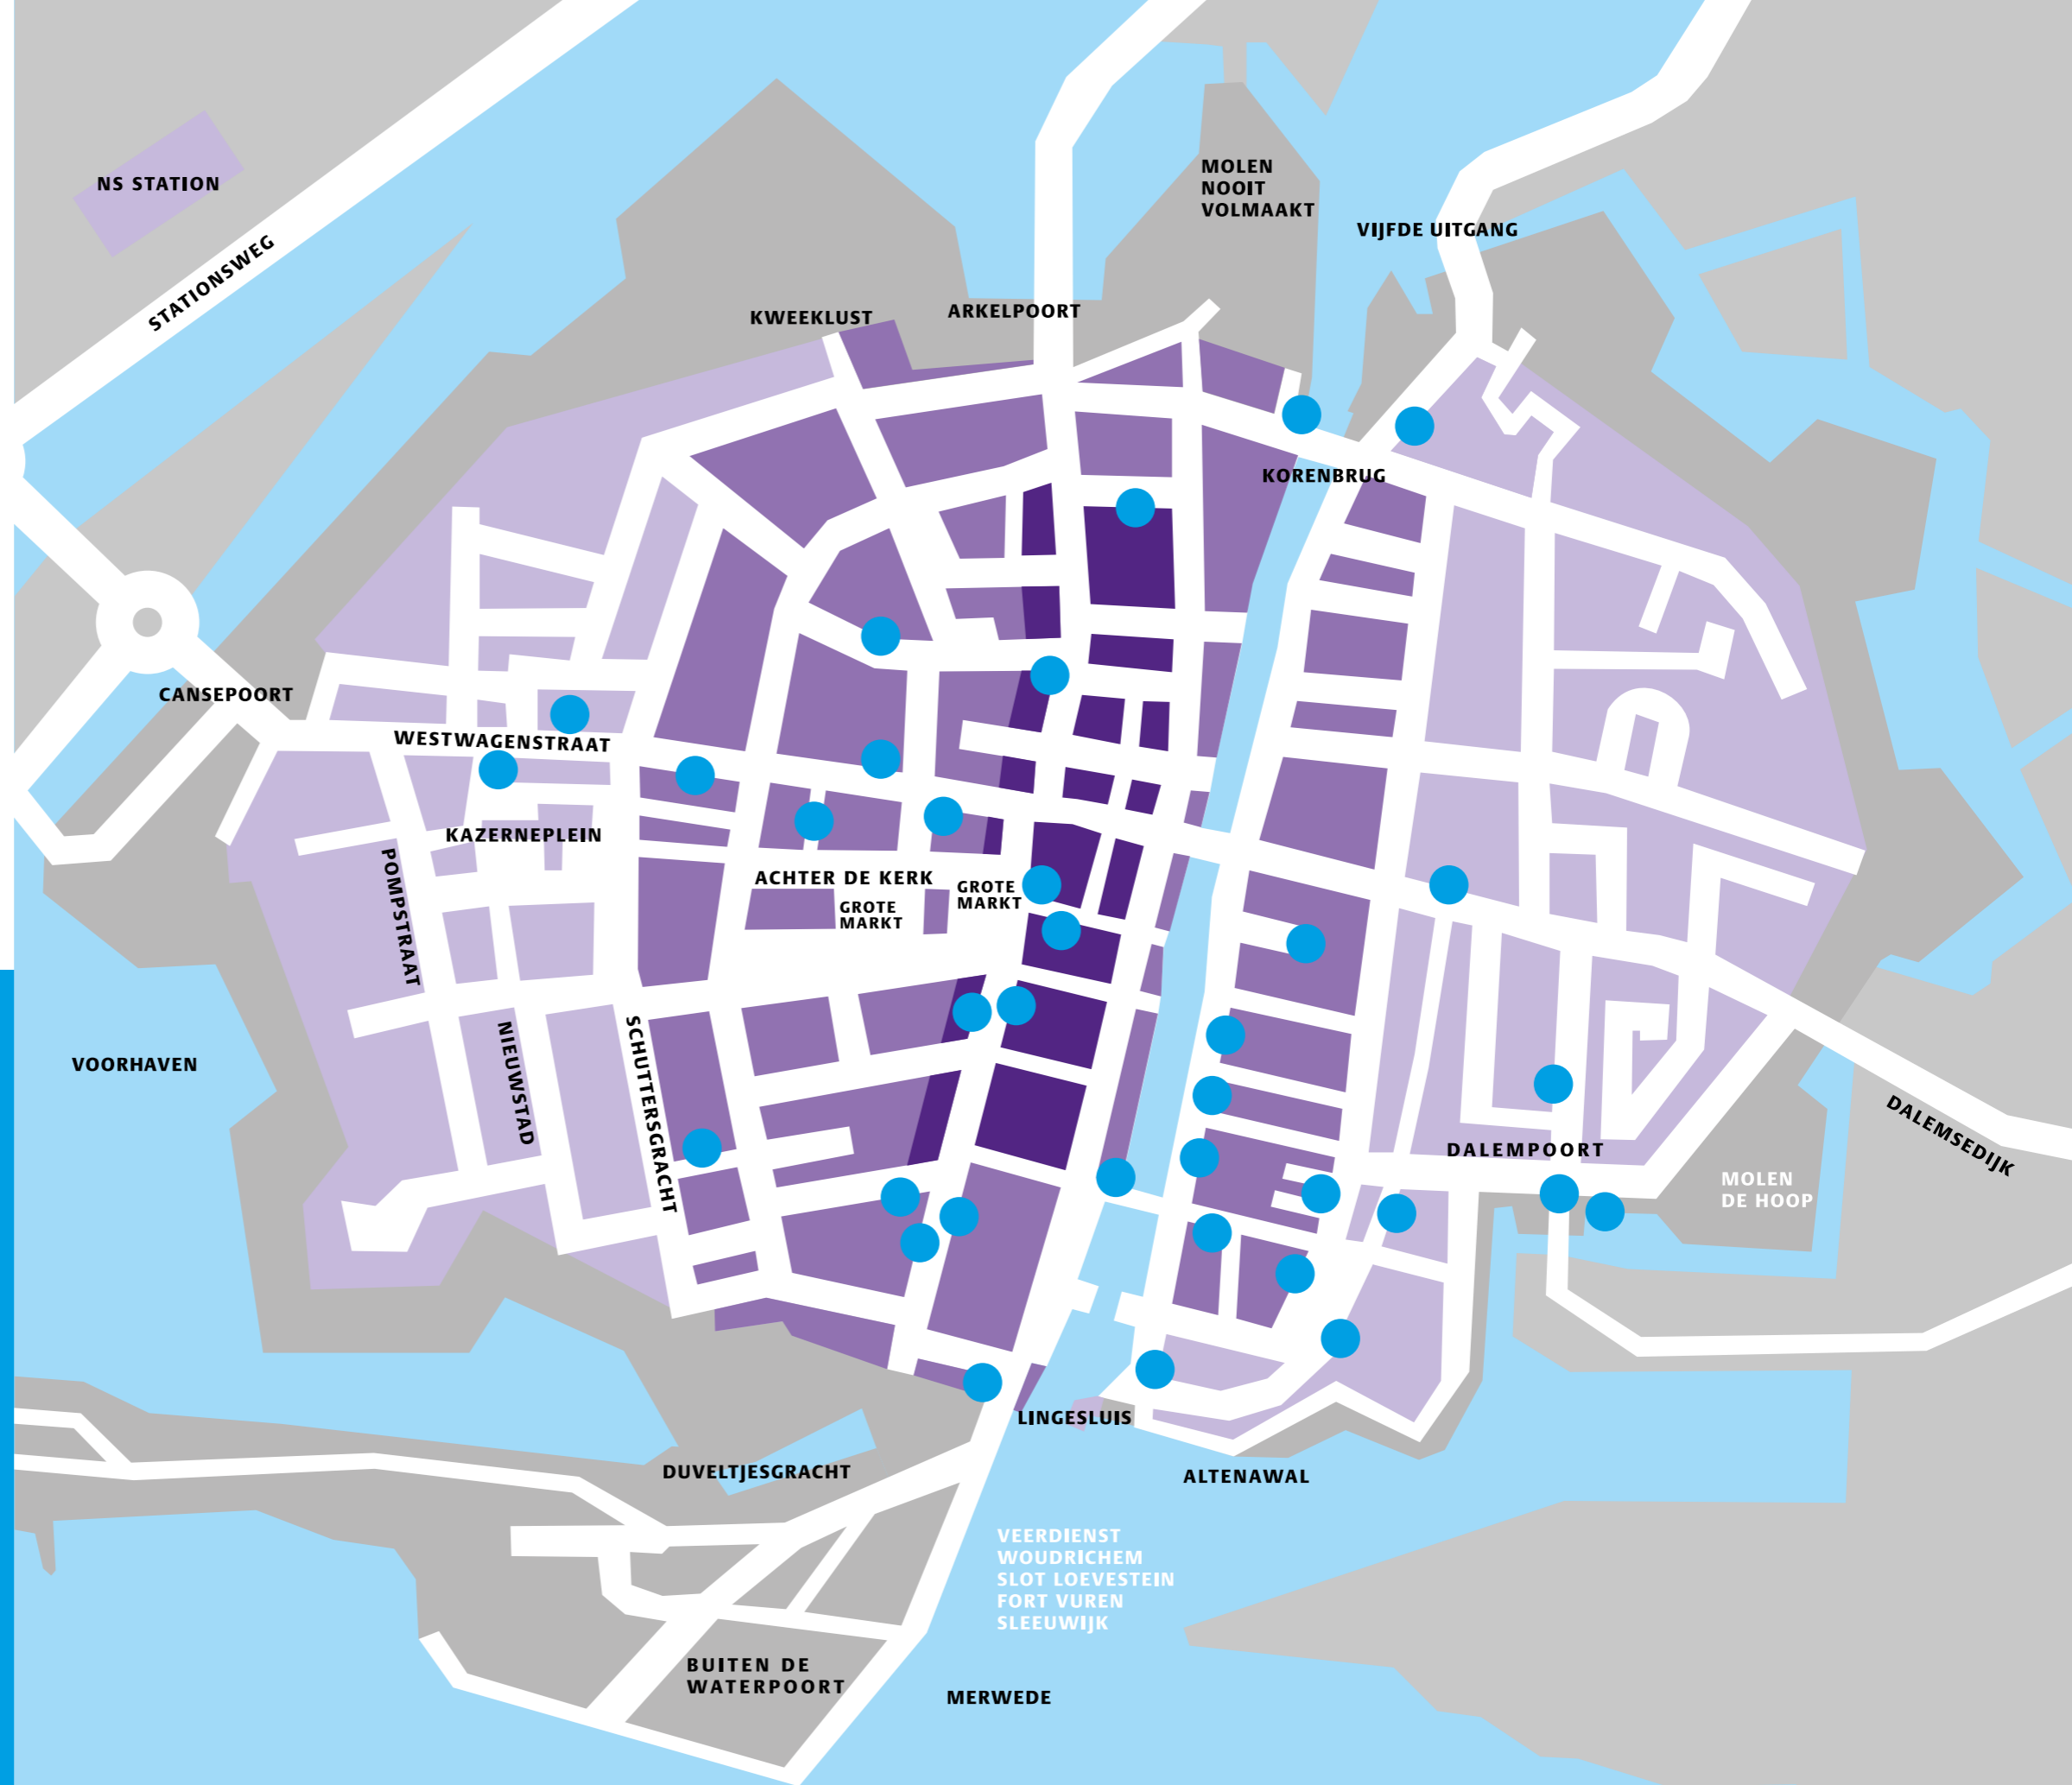 MOLEN
NOOIT
VOLMAAKT
NS STATION
VIJFDE UITGANG
STATIONSWEG
KWEEKLUST
ARKELPOORT
KORENBRUG
CANSEPOORT
WESTWAGENSTRAAT
KAZERNEPLEIN
POMPSTRAAT
ACHTER DE KERK
GROTE
MARKT
GROTE
MARKT
VOORHAVEN
NIEUWSTAD
SCHUTTERSGRACHT
DALEMPOORT
DALEMSEDIJK
MOLEN
DE HOOP
LINGESLUIS
DUVELTJESGRACHT
ALTENAWAL
VEERDIENST
WOUDRICHEM
SLOT LOEVESTEIN
FORT VUREN
SLEEUWIJK
BUITEN DE
WATERPOORT
MERWEDE